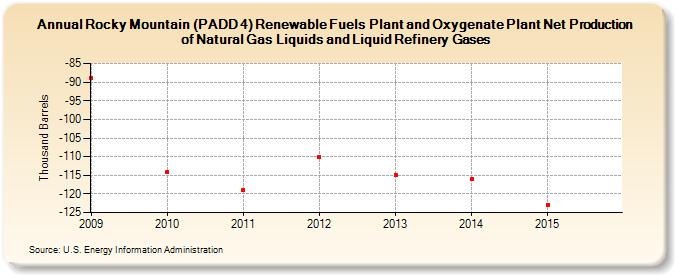 Annual Rocky Mountain (PADD 4) Renewable Fuels Plant and Oxygenate Plant Net Production
of Natural Gas Liquids and Liquid Refinery Gases
Thousand Barrels
-85
-90
-95
-100
-105
-110
-115
-120
-125
2009 2010 2011 2012 2013 2014 2015
Source: U.S. Energy Information Administration